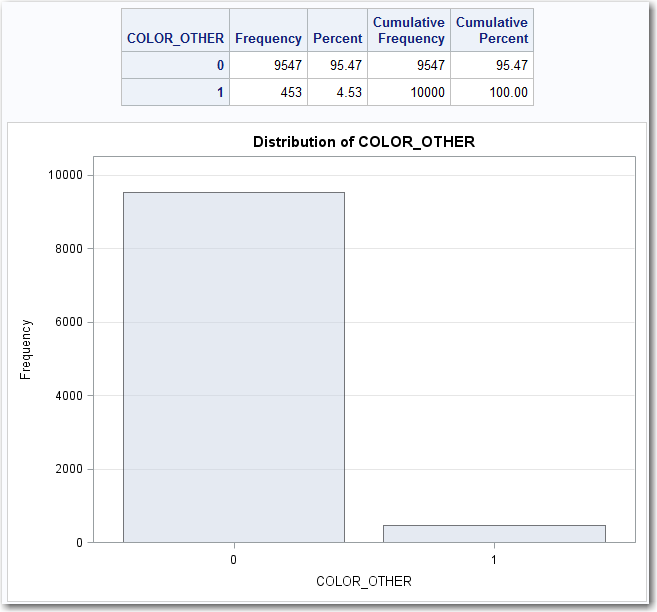 COLOR_OTHER Frequency Percent Cumulative Frequency Cumulative Percent
0 9547 95.47 9547 95.47
1 453 4.53 10000 100.00
Distribution of COLOR_OTHER
10000
8000
6000
4000
2000
0
Frequency
0 1
COLOR_OTHER